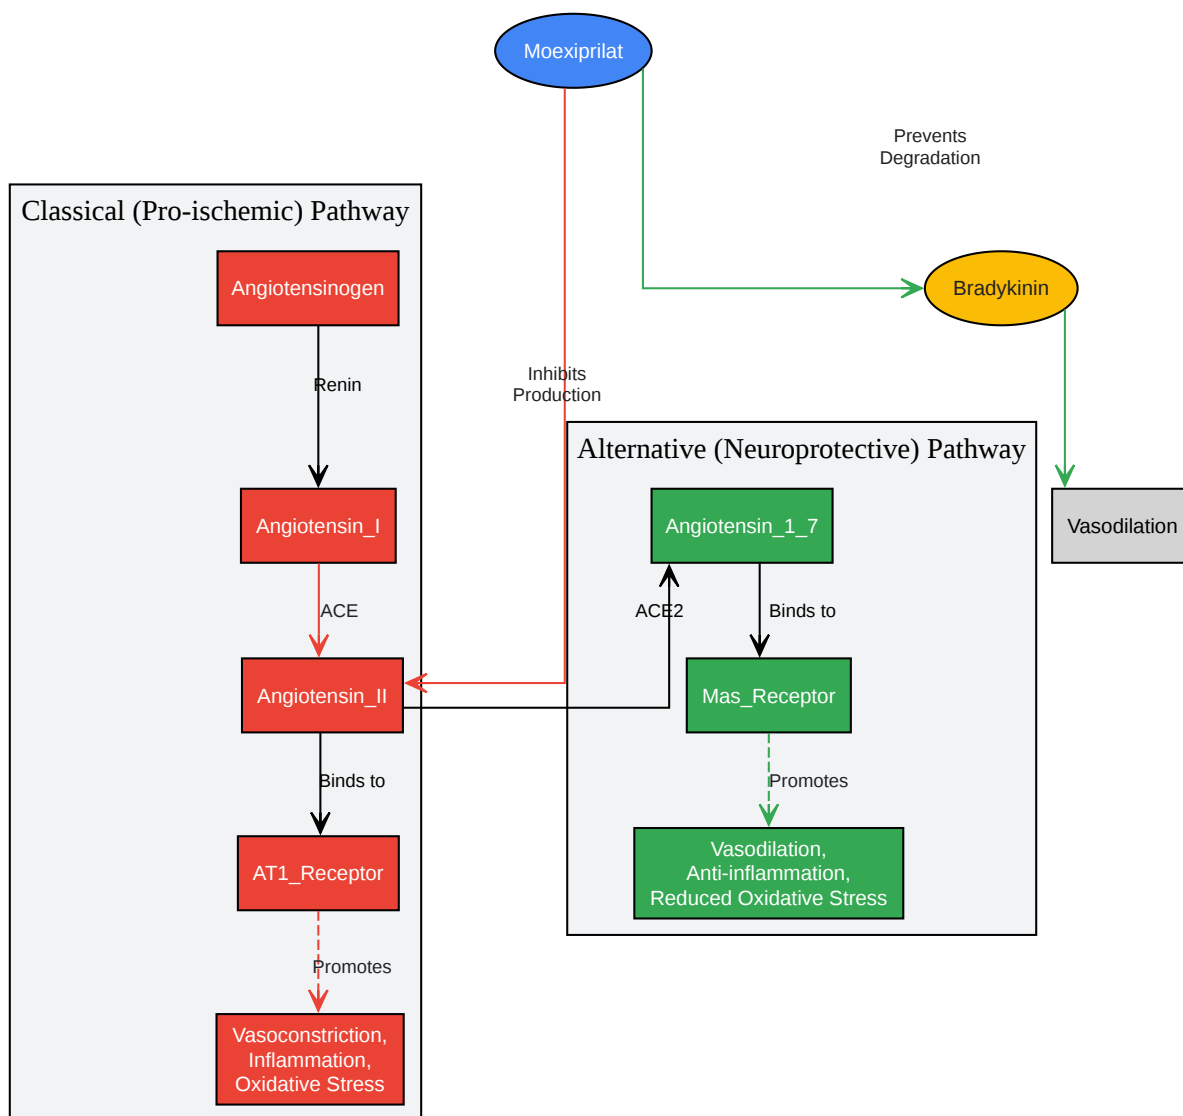 Moexiprilat
Prevents
Degradation
Classical (Pro-ischemic) Pathway
Angiotensinogen
Bradykinin
Renin
Inhibits
Production
Alternative (Neuroprotective) Pathway
Angiotensin_I
Angiotensin_1_7
Vasodilation
ACE
ACE2
Binds to
Angiotensin_II
Mas_Receptor
Binds to
Promotes
AT1_Receptor
Vasodilation,
Anti-inflammation,
Reduced Oxidative Stress
Promotes
Vasoconstriction,
Inflammation,
Oxidative Stress